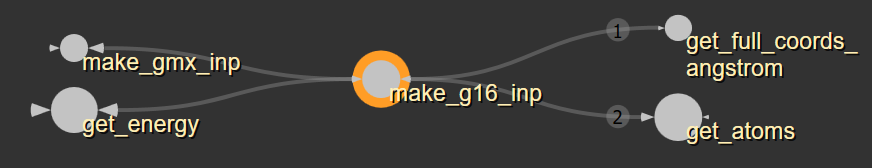 1
get_full_coords_
angstrom
make_gmx_inp
make_g16_inp
2
get_energy
get_atoms